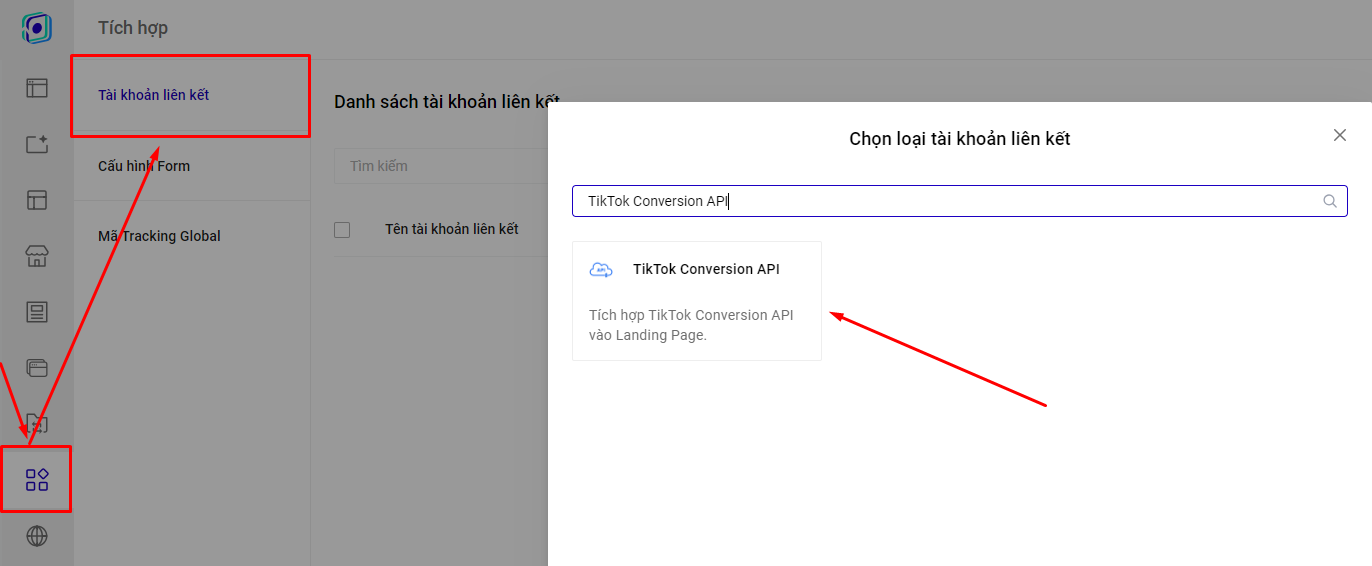 Tích hợp
Tài khoản liên kết
Cấu hình Form
Mã Tracking Global
Danh sách tài khoản liên kết
Tìm kiếm
Tên tài khoản liên kết
Chọn loại tài khoản liên kết
TikTok Conversion API
API
TikTok Conversion API
Tích hợp TikTok Conversion API
vào Landing Page.